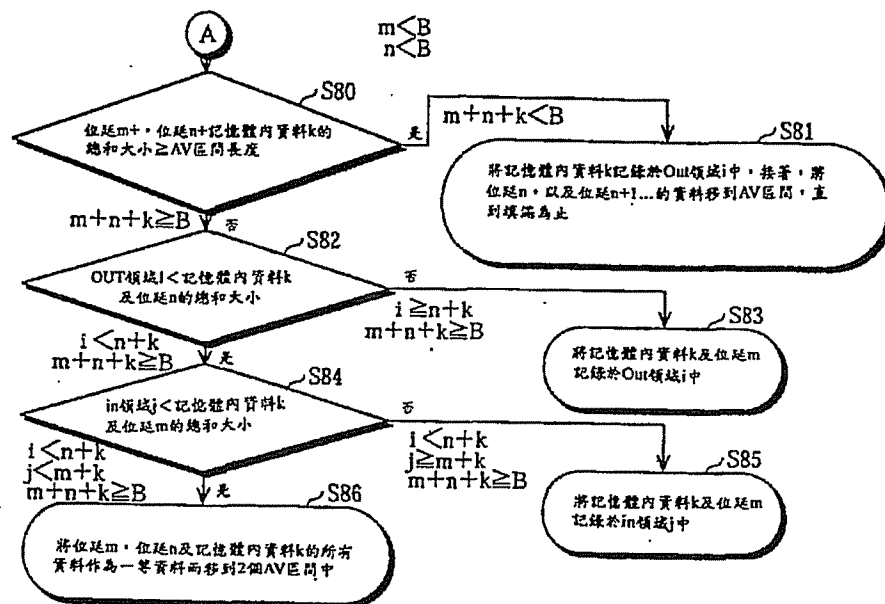 A
m<B
n<B
S80
位延m+，位延n+記憶體內資料k的
總和大小≧AV區間長度
是
m+n+k<B
S81
將記憶體內資料k記錄於Out領域i中，接著，將
位延n，以及位延n+1...的資料移到AV區間，直
到填滿為止
m+n+k≧B
否
S82
OUT領域i<記憶體內資料k
及位延n的總和大小
否
i≧n+k
m+n+k≧B
S83
將記憶體內資料k及位延m
記錄於Out領域i中
i<n+k
m+n+k≧B
是
S84
in領域j<記憶體內資料k
及位延m的總和大小
否
i<n+k
j≧m+k
m+n+k≧B
S85
將記憶體內資料k及位延m
記錄於in領域j中
i<n+k
j<m+k
m+n+k≧B
是
S86
將位延m，位延n及記憶體內資料k的所有
資料作為一等資料而移到2個AV區間中